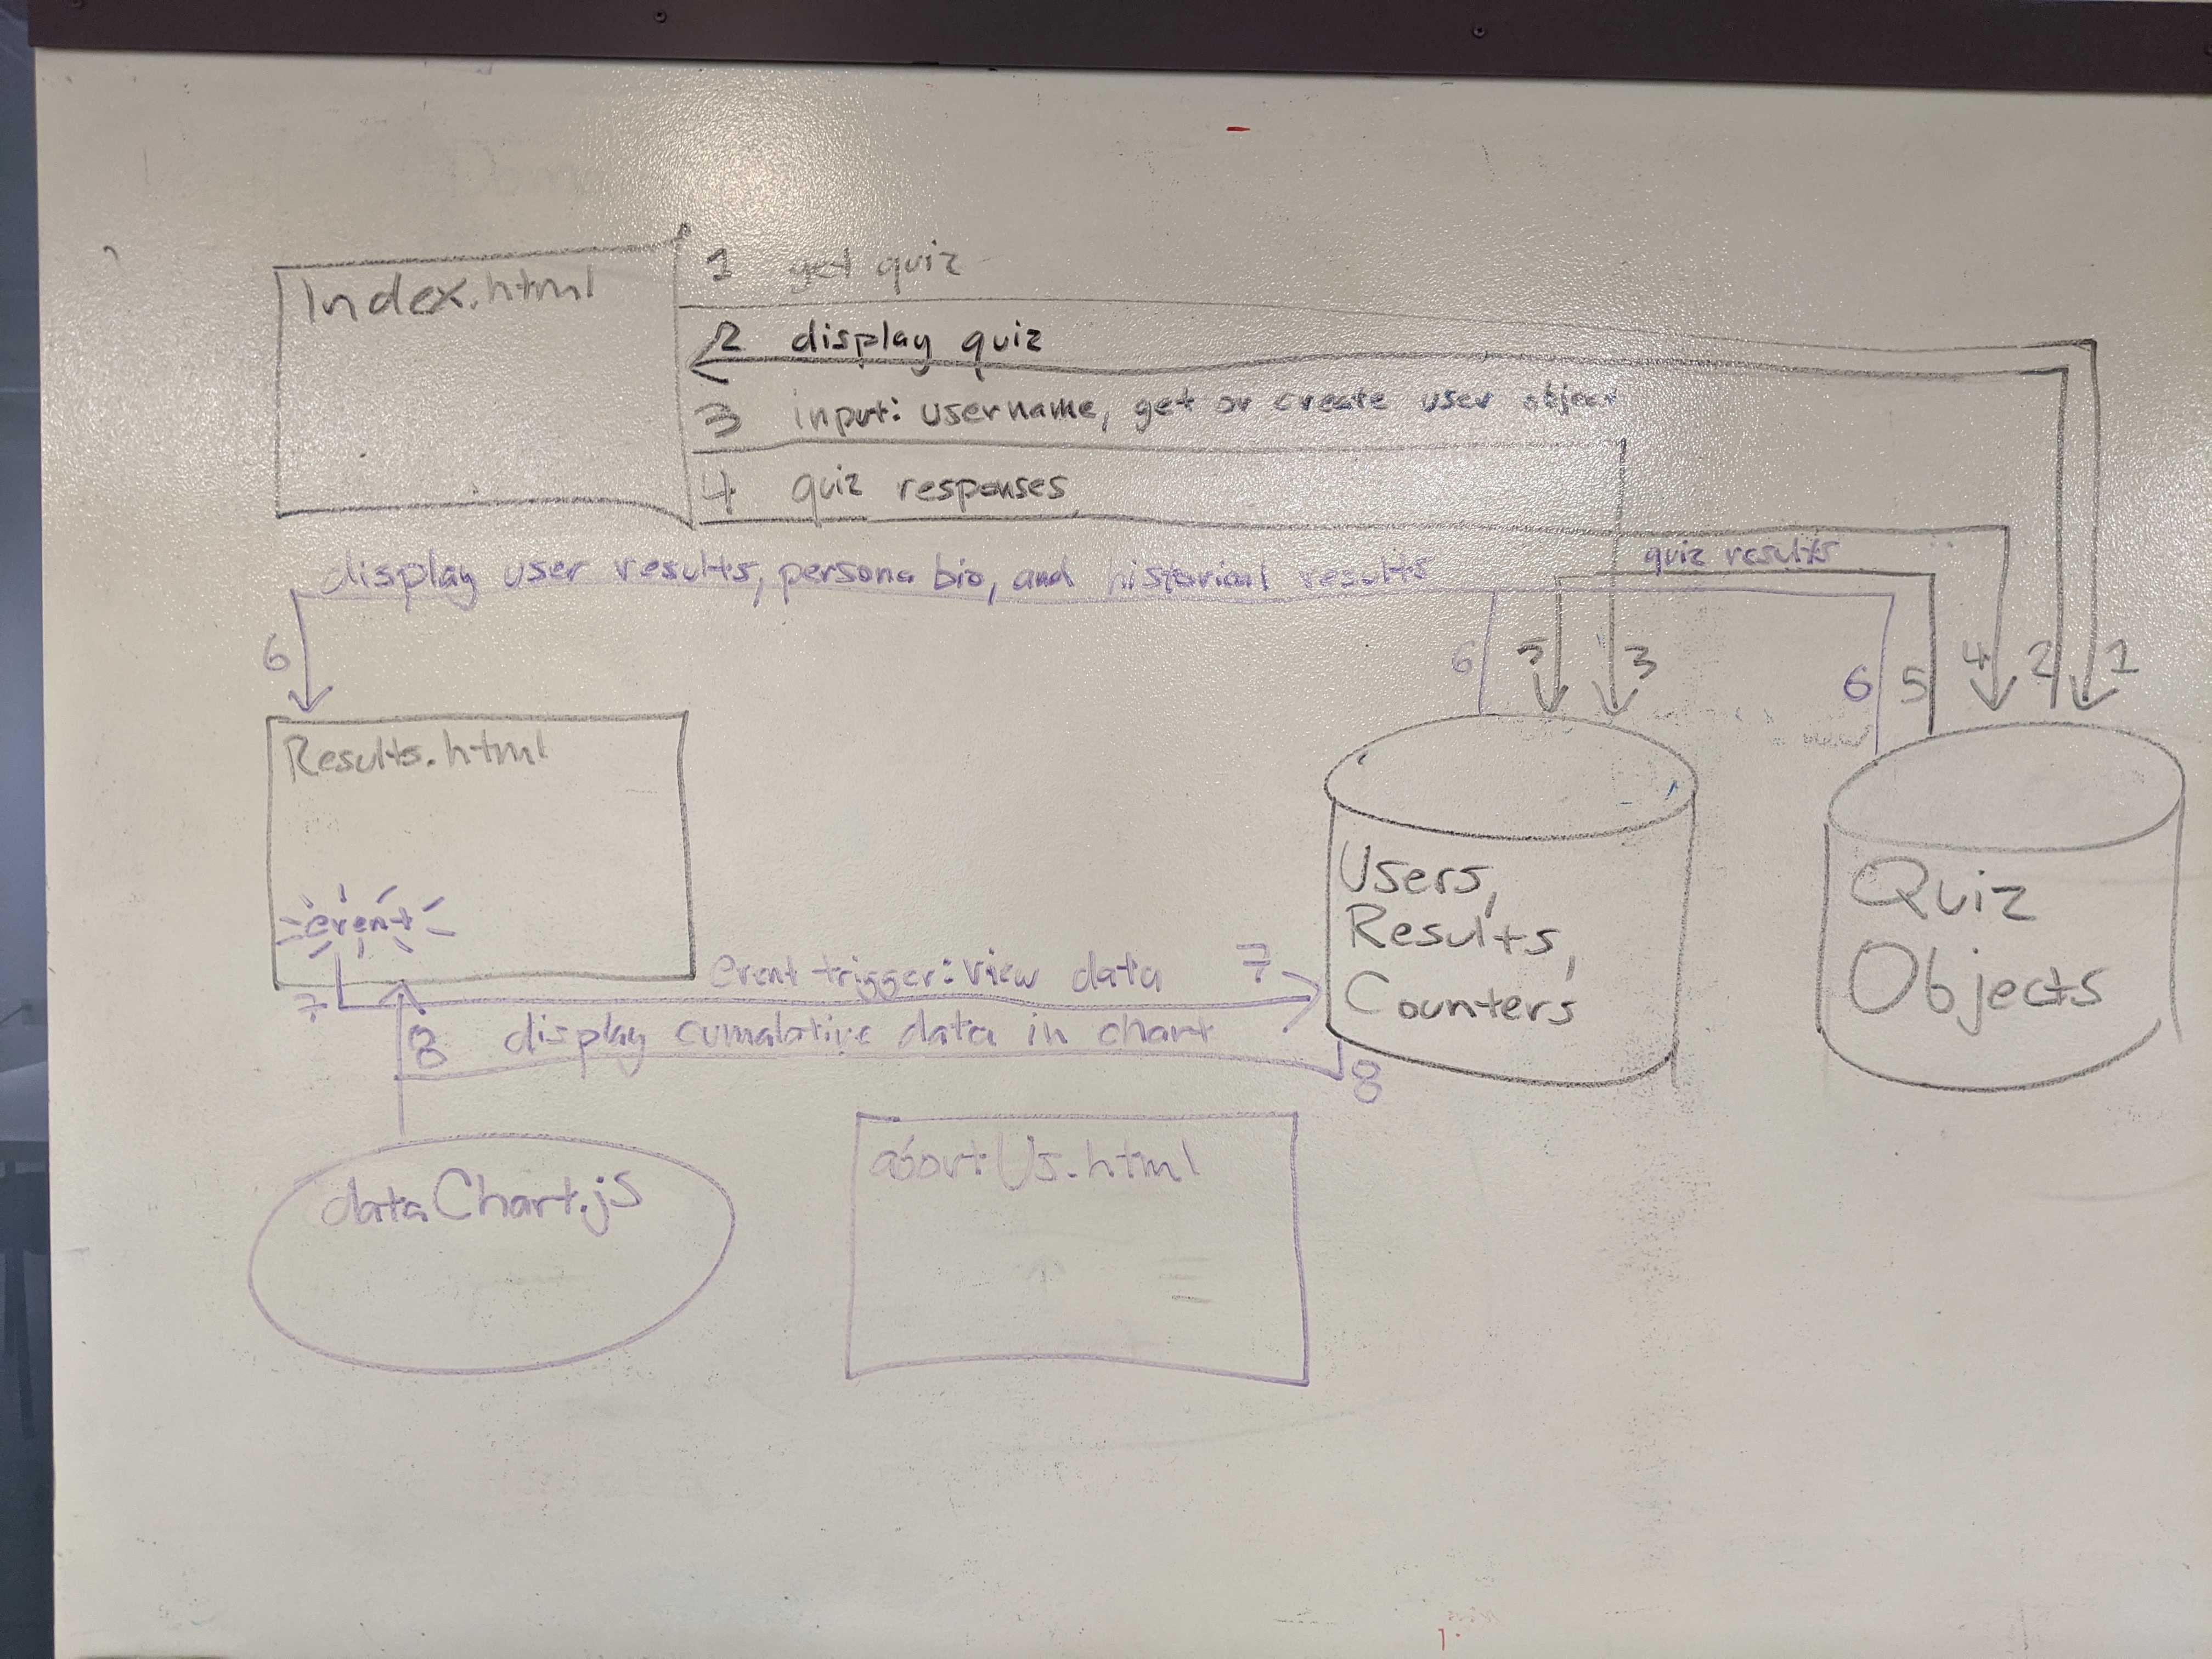 Index.html
1 get quiz
2 display quiz
3 input: username, get or create user object
4 quiz responses
quiz results
display user results, persona bio, and historical results
6
6
5
3
6
5
4
2
1
Results.html
event
Users,
Results,
Counters
Quiz
Objects
event trigger: view data 7
7
8 display cumalative data in chart
8
dataChart.js
aboutUs.html